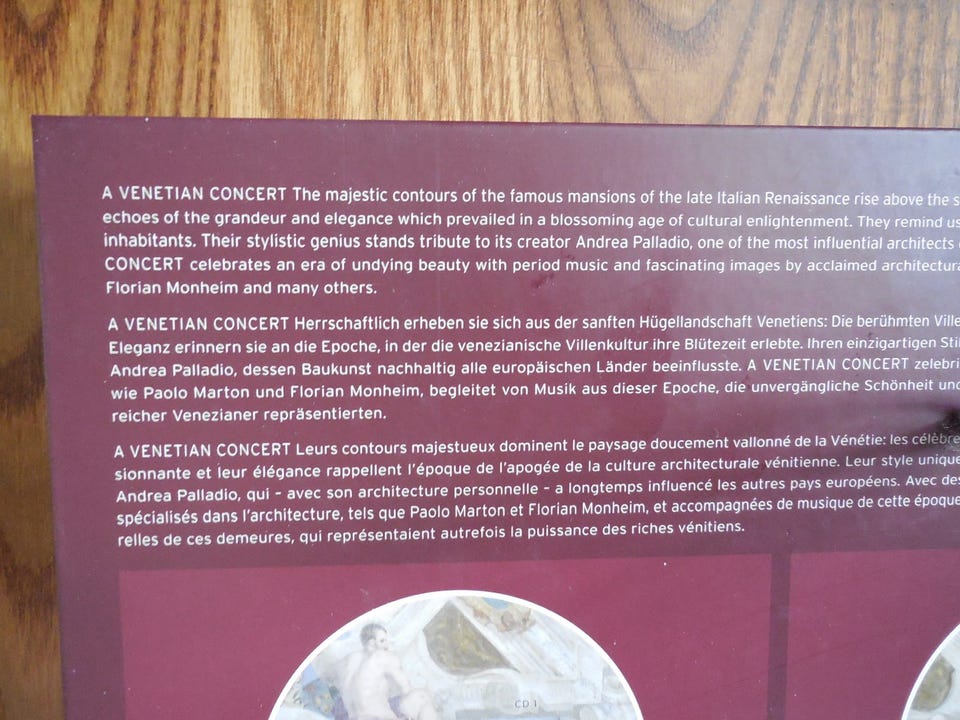 A VENETIAN CONCERT The majestic contours of the famous mansions of the late Italian Renaissance rise above the
echoes of the grandeur and elegance which prevailed in a blossoming age of cultural enlightenment. They remind us
inhabitants. Their stylistic genius stands tribute to its creator Andrea Palladio, one of the most influential architects
CONCERT celebrates an era of undying beauty with period music and fascinating images by acclaimed
Florian Monheim and many others.
A VENETIAN CONCERT Herrschaftlich erheben sie sich aus der sanften Hügellandschaft Venetiens: Die berühmten
Eleganz erinnern sie an die Epoche, in der die venezianische Villenkultur ihre Blütezeit erlebte. Ihren einzigartigen
Andrea Palladio, dessen Baukunst nachhaltig alle europäischen Länder beeinflusste. A VENETIAN CONCERT
wie Paolo Marton und Florian Monheim, begleitet von Musik aus dieser Epoche, die unvergängliche Schönheit
reicher Venezianer repräsentierten.
A VENETIAN CONCERT Leurs contours majestueux dominent le paysage doucement vallonné de la Vénétie: les
sionnante et leur élégance rappellent l'époque de l'apogée de la culture architecturale vénitienne. Leur style unique
Andrea Palladio, qui – avec son architecture personnelle – a longtemps influencé les autres pays européens. Avec des
spécialisés dans l'architecture, tels que Paolo Marton et Florian Monheim, et accompagnées de musique de cette époque
relles de ces demeures, qui représentaient autrefois la puissance des riches vénitiens.
CD 1